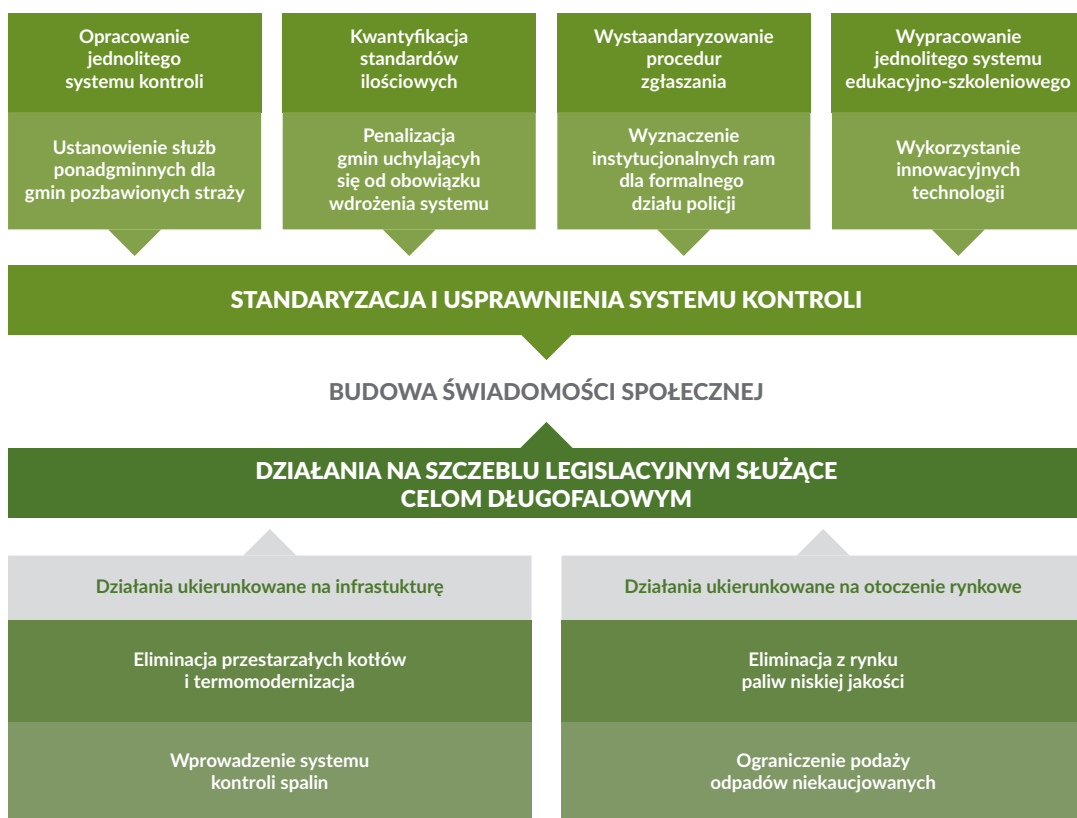 Opracowanie
jednolitego
systemu kontroli
Ustanowienie służb
ponadgminnych dla
gmin pozbawionych straży
Kwantyfikacja
standardów
ilościowych
Penalizacja
gmin uchylającyh
się od obowiązku
wdrożenia systemu
Wystaandaryzowanie
procedur
zgłaszania
Wyznaczenie
instytucjonalnych ram
dla formalnego
działu policji
Wypracowanie
jednolitego systemu
edukacyjno-szkoleniowego
Wykorzystanie
innowacyjnych
technologii
STANDARYZACJA I USPRAWNIENIA SYSTEMU KONTROLI
BUDOWA ŚWIADOMOŚCI SPOŁECZNEJ
DZIAŁANIA NA SZCZEBLU LEGISLACYJNYM SŁUŻĄCE
CELOM DŁUGOFALOWYM
Działania ukierunkowane na infrastukturę
Eliminacja przestarzałych kotłów
i termomodernizacja
Wprowadzenie systemu
kontroli spalin
Działania ukierunkowane na otoczenie rynkowe
Eliminacja z rynku
paliw niskiej jakości
Ograniczenie podaży
odpadów niekaucjowanych